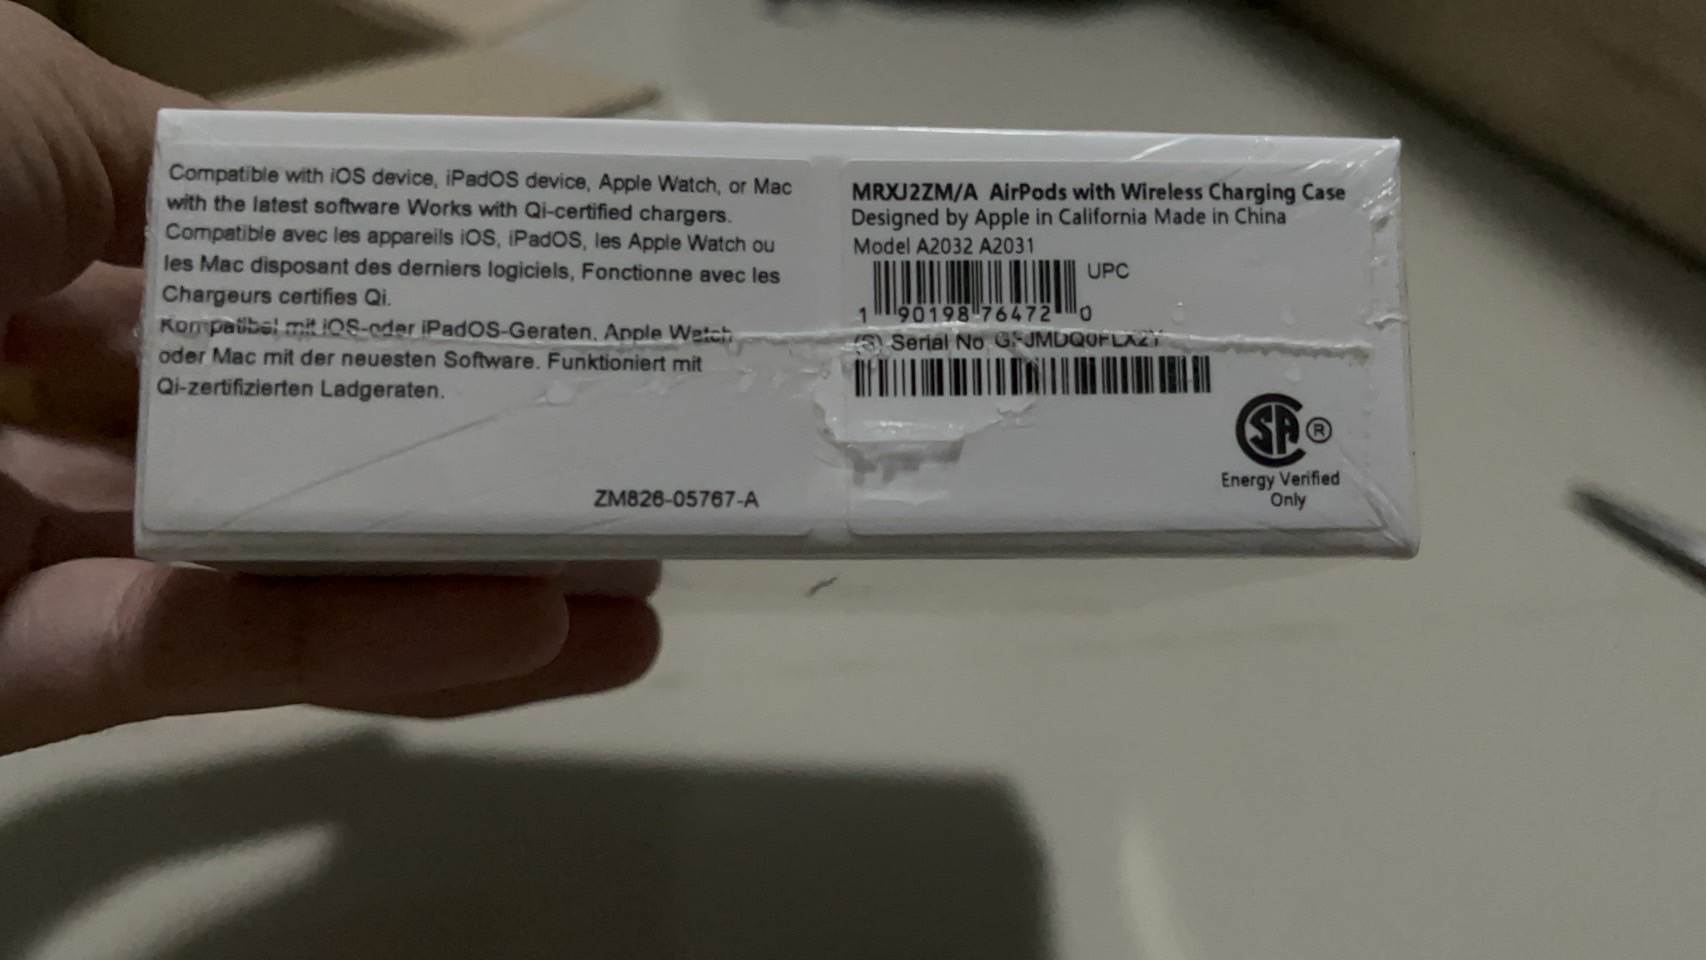 Compatible with iOS device, iPadOS device, Apple Watch, or Mac
with the latest software Works with Qi-certified chargers.
Compatible avec les appareils iOS, iPadOS, les Apple Watch ou
les Mac disposant des derniers logiciels, Fonctionne avec les
Chargeurs certifies Qi.
Kompatibel mit iOS-oder iPadOS-Geraten, Apple Watch
oder Mac mit der neuesten Software. Funktioniert mit
Qi-zertifizierten Ladgeraten.
ZM826-05767-A
MRXJ2ZM/A AirPods with Wireless Charging Case
Designed by Apple in California Made in China
Model A2032 A2031
UPC
1 90198 76472 0
(S) Serial No.
SA ®
Energy Verified
Only